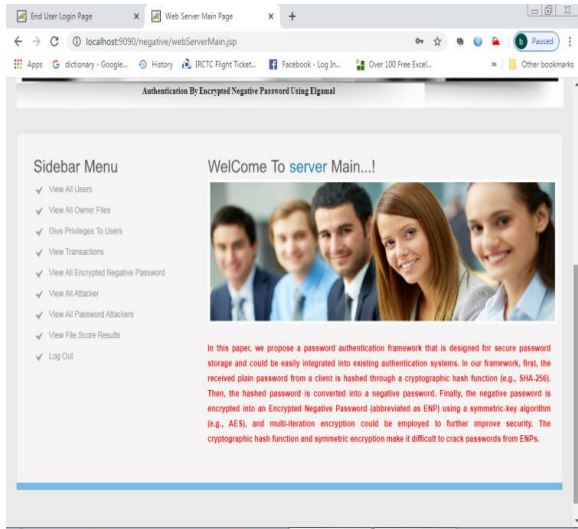 End User Login Page
Web Server Main Page
localhost:9090/negative/webServerMain.jsp
b
Paused
Apps
dictionary - Google...
History
IRCTC Flight Ticket...
Facebook - Log In...
Over 100 Free Excel...
Other bookmarks
Authentication By Encrypted Negative Password Using Elgamal
Sidebar Menu
View All Users
View All Owner Files
Give Privileges To Users
View Transactions
View All Encrypted Negative Password
View All Attacker
View All Password Attackers
View File Score Results
Log Out
WelCome To server Main...!
In this paper, we propose a password authentication framework that is designed for secure password
storage and could be easily integrated into existing authentication systems. In our framework, first, the
received plain password from a client is hashed through a cryptographic hash function (e.g., SHA-256).
Then, the hashed password is converted into a negative password. Finally, the negative password is
encrypted into an Encrypted Negative Password (abbreviated as ENP) using a symmetric-key algorithm
(e.g., AES), and multi-iteration encryption could be employed to further improve security. The
cryptographic hash function and symmetric encryption make it difficult to crack passwords from ENPs.